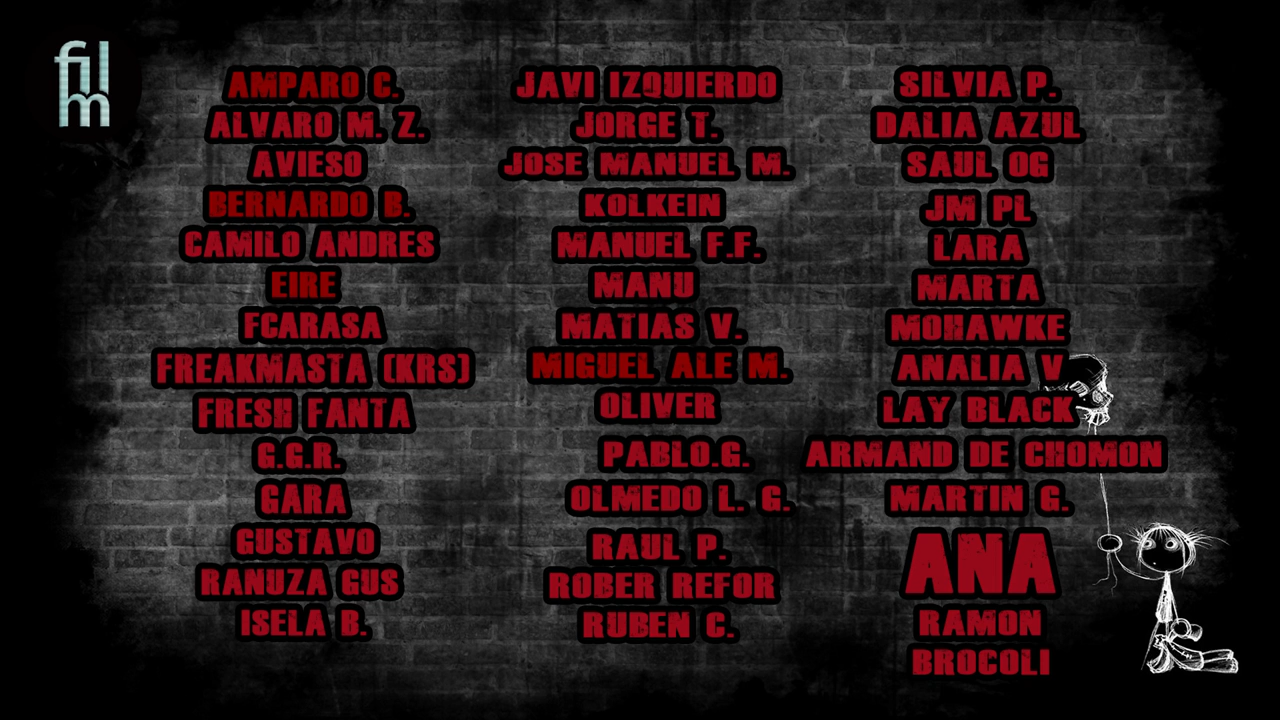 film
AMPARO C.
ALVARO M. Z.
AVIESO
BERNARDO B.
CAMILO ANDRES
EIRE
FCARASA
FREAKMASTA (KRS)
FRESH FANTA
G.G.R.
GARA
GUSTAVO
RANUZA GUS
ISELA B.
JAVI IZQUIERDO
JORGE T.
JOSE MANUEL M.
KOLKEIN
MANUEL F.F.
MANU
MATIAS V.
MIGUEL ALE M.
OLIVER
PABLO.G.
OLMEDO L. G.
RAUL P.
ROBER REFOR
RUBEN C.
SILVIA P.
DALIA AZUL
SAUL OG
JM PL
LARA
MARTA
MOHAWKE
ANALIA V
LAY BLACK
ARMAND DE CHOMON
MARTIN G.
ANA
RAMON
BROCOLI